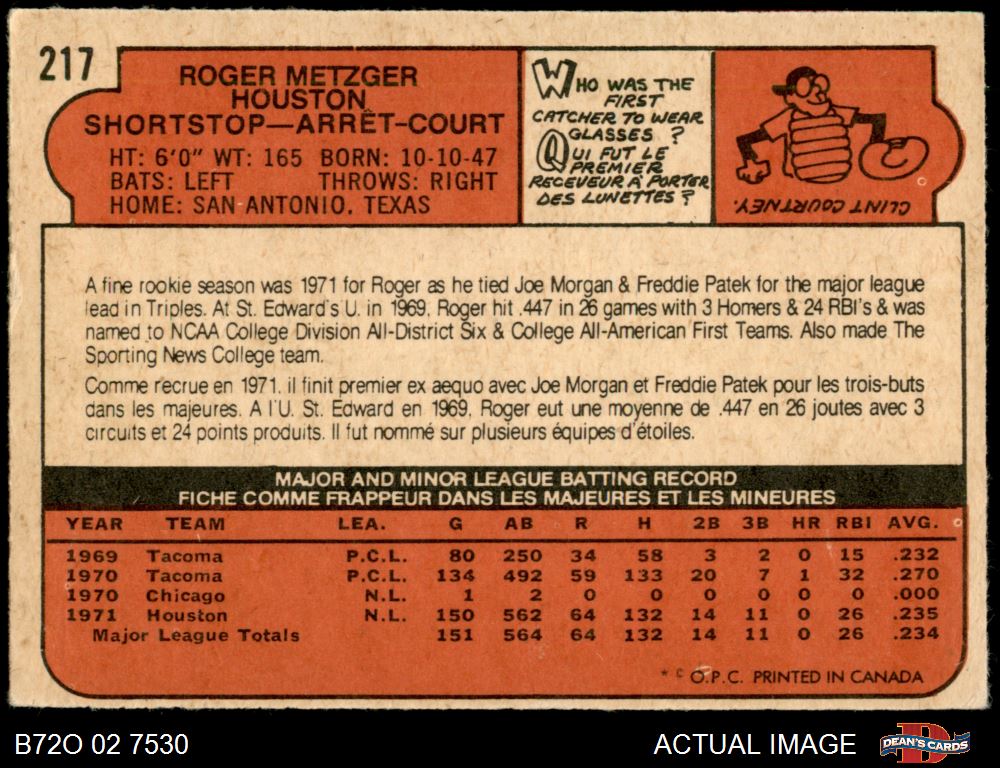 217
ROGER METZGER
HOUSTON
SHORTSTOP—ARRÊT-COURT
HT: 6'0" WT: 165 BORN: 10-10-47
BATS: LEFT THROWS: RIGHT
HOME: SAN ANTONIO, TEXAS
WHO WAS THE
FIRST
CATCHER TO WEAR
GLASSES ?
QUI FUT LE
PREMIER
RECEVEUR À PORTER
DES LUNETTES ?
CLINT COURTNEY.
A fine rookie season was 1971 for Roger as he tied Joe Morgan & Freddie Patek for the major league
lead in Triples. At St. Edward's U. in 1969, Roger hit .447 in 26 games with 3 Homers & 24 RBI's & was
named to NCAA College Division All-District Six & College All-American First Teams. Also made The
Sporting News College team.
Comme recrue en 1971, il finit premier ex aequo avec Joe Morgan et Freddie Patek pour les trois-buts
dans les majeures. A l'U. St. Edward en 1969, Roger eut une moyenne de .447 en 26 joutes avec 3
circuits et 24 points produits. Il fut nommé sur plusieurs équipes d'étoiles.
MAJOR AND MINOR LEAGUE BATTING RECORD
FICHE COMME FRAPPEUR DANS LES MAJEURES ET LES MINEURES
YEAR TEAM LEA. G AB R H 2B 3B HR RBI AVG.
1969 Tacoma P.C.L. 80 250 34 58 3 2 0 15 .232
1970 Tacoma P.C.L. 134 492 59 133 20 7 1 32 .270
1970 Chicago N.L. 1 2 0 0 0 0 0 0 .000
1971 Houston N.L. 150 562 64 132 14 11 0 26 .235
Major League Totals 151 564 64 132 14 11 0 26 .234
* © O.P.C. PRINTED IN CANADA
B72O 02 7530
ACTUAL IMAGE
DEAN'S CARDS